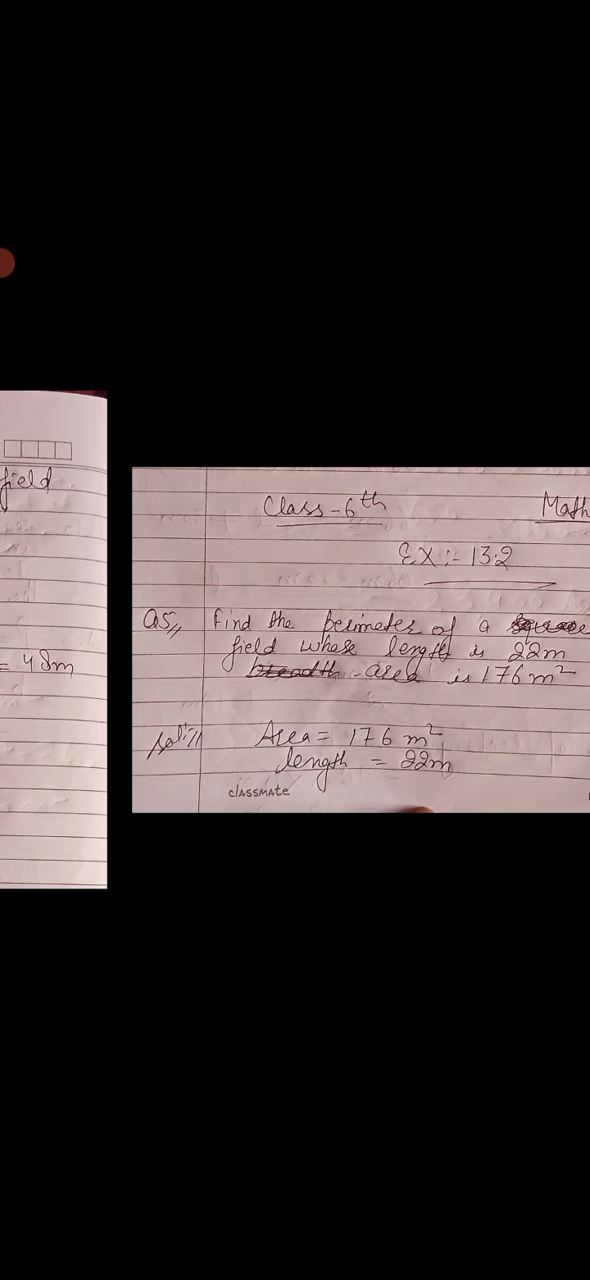 field
= 48m
Class-6th Math
EX :- 13.2
Q5,, Find the perimeter of a
field whose length is 22m
area is 176 m²
Sol:// Area = 176 m²
length = 22m
classmate